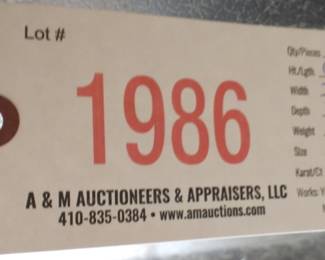 Lot #
1986
A & M AUCTIONEERS & APPRAISERS, LLC
410-835-0384 • www.amauctions.com
Qty/Pieces
Ht./Lgth
Width
Depth
Weight
Size
Karat/Ct
Works: Y